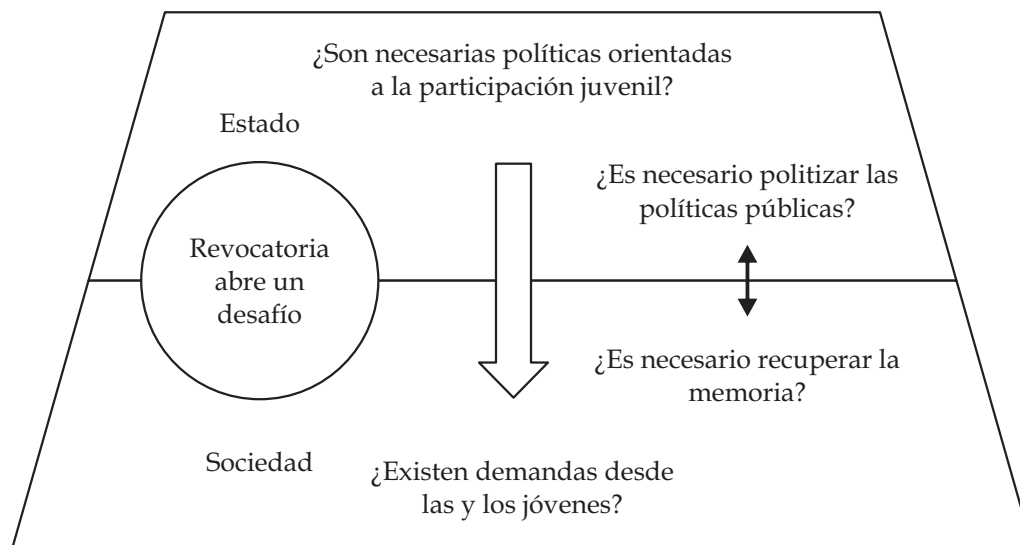 ¿Son necesarias políticas orientadas
a la participación juvenil?
Estado
¿Es necesario politizar las
políticas públicas?
Revocatoria
abre un
desafío
¿Es necesario recuperar la
memoria?
Sociedad
¿Existen demandas desde
las y los jóvenes?